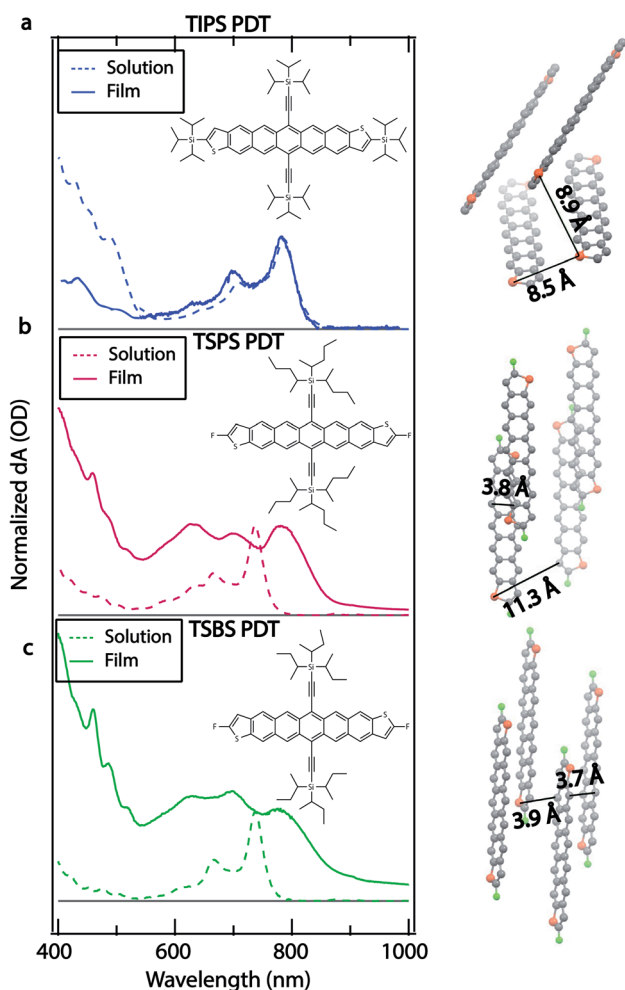 a
TIPS PDT
Solution
Film
Si
Si
S
S
Si
Si
8.9 Å
8.5 Å
b
TSPS PDT
Solution
Film
Si
F
S
S
F
Si
3.8 Å
11.3 Å
c
TSBS PDT
Solution
Film
Si
F
S
S
F
Si
3.7 Å
3.9 Å
Normalized dA (OD)
400
600
800
1000
Wavelength (nm)